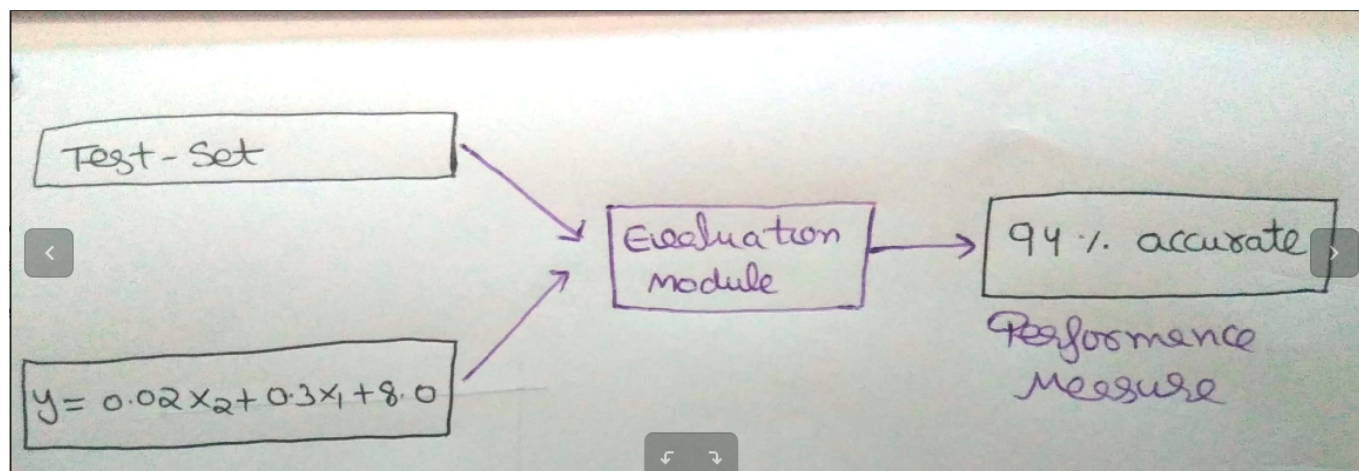 Test-Set
Evaluation
Module
94 % accurate
Performance
Measure
y = 0.02x₂ + 0.3x₁ + 8.0